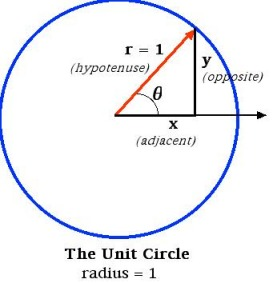 r = 1
(hypotenuse)
y
(opposite)
θ
x
(adjacent)
The Unit Circle
radius = 1